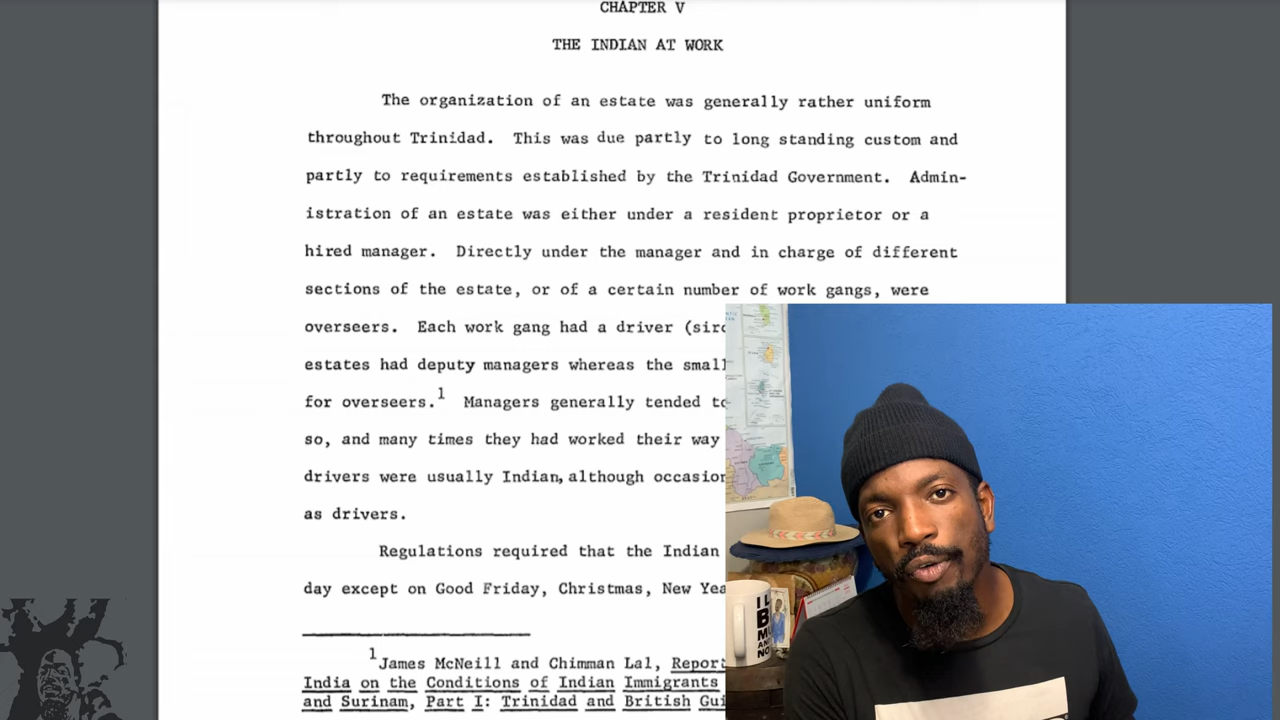 CHAPTER V
THE INDIAN AT WORK
The organization of an estate was generally rather uniform
throughout Trinidad. This was due partly to long standing custom and
partly to requirements established by the Trinidad Government. Admin-
istration of an estate was either under a resident proprietor or a
hired manager. Directly under the manager and in charge of different
sections of the estate, or of a certain number of work gangs, were
overseers. Each work gang had a driver
estates had deputy managers whereas the small
for overseers.1 Managers generally tended
so, and many times they had worked their way
drivers were usually Indian, although
as drivers.
Regulations required that the Indian
day except on Good Friday, Christmas, New
1James McNeill and Chimman Lal, Report
India on the Conditions of Indian Immigrants
and Surinam, Part I: Trinidad and British
I